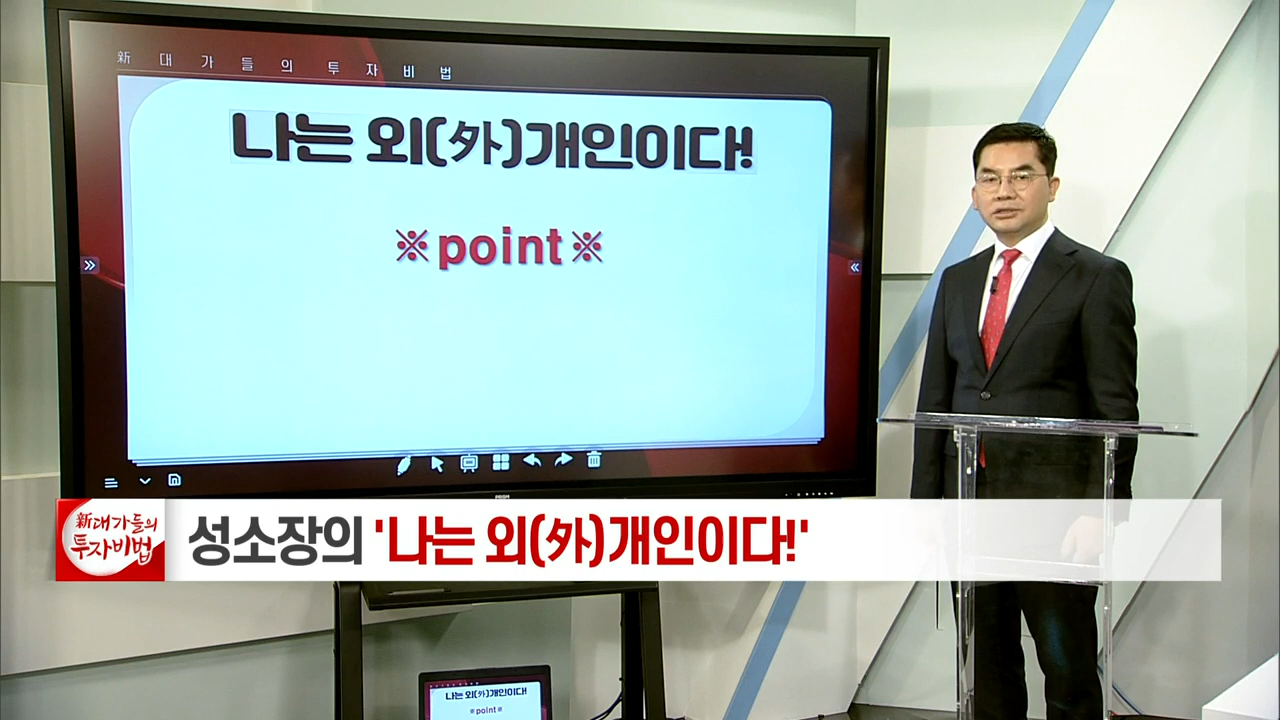 新 대 가 들 의 투 자 비 법
나는 외(外)개인이다!
※point※
新대가들의
투자비법
성소장의 '나는 외(外)개인이다!'
나는 외(外)개인이다!
※point※